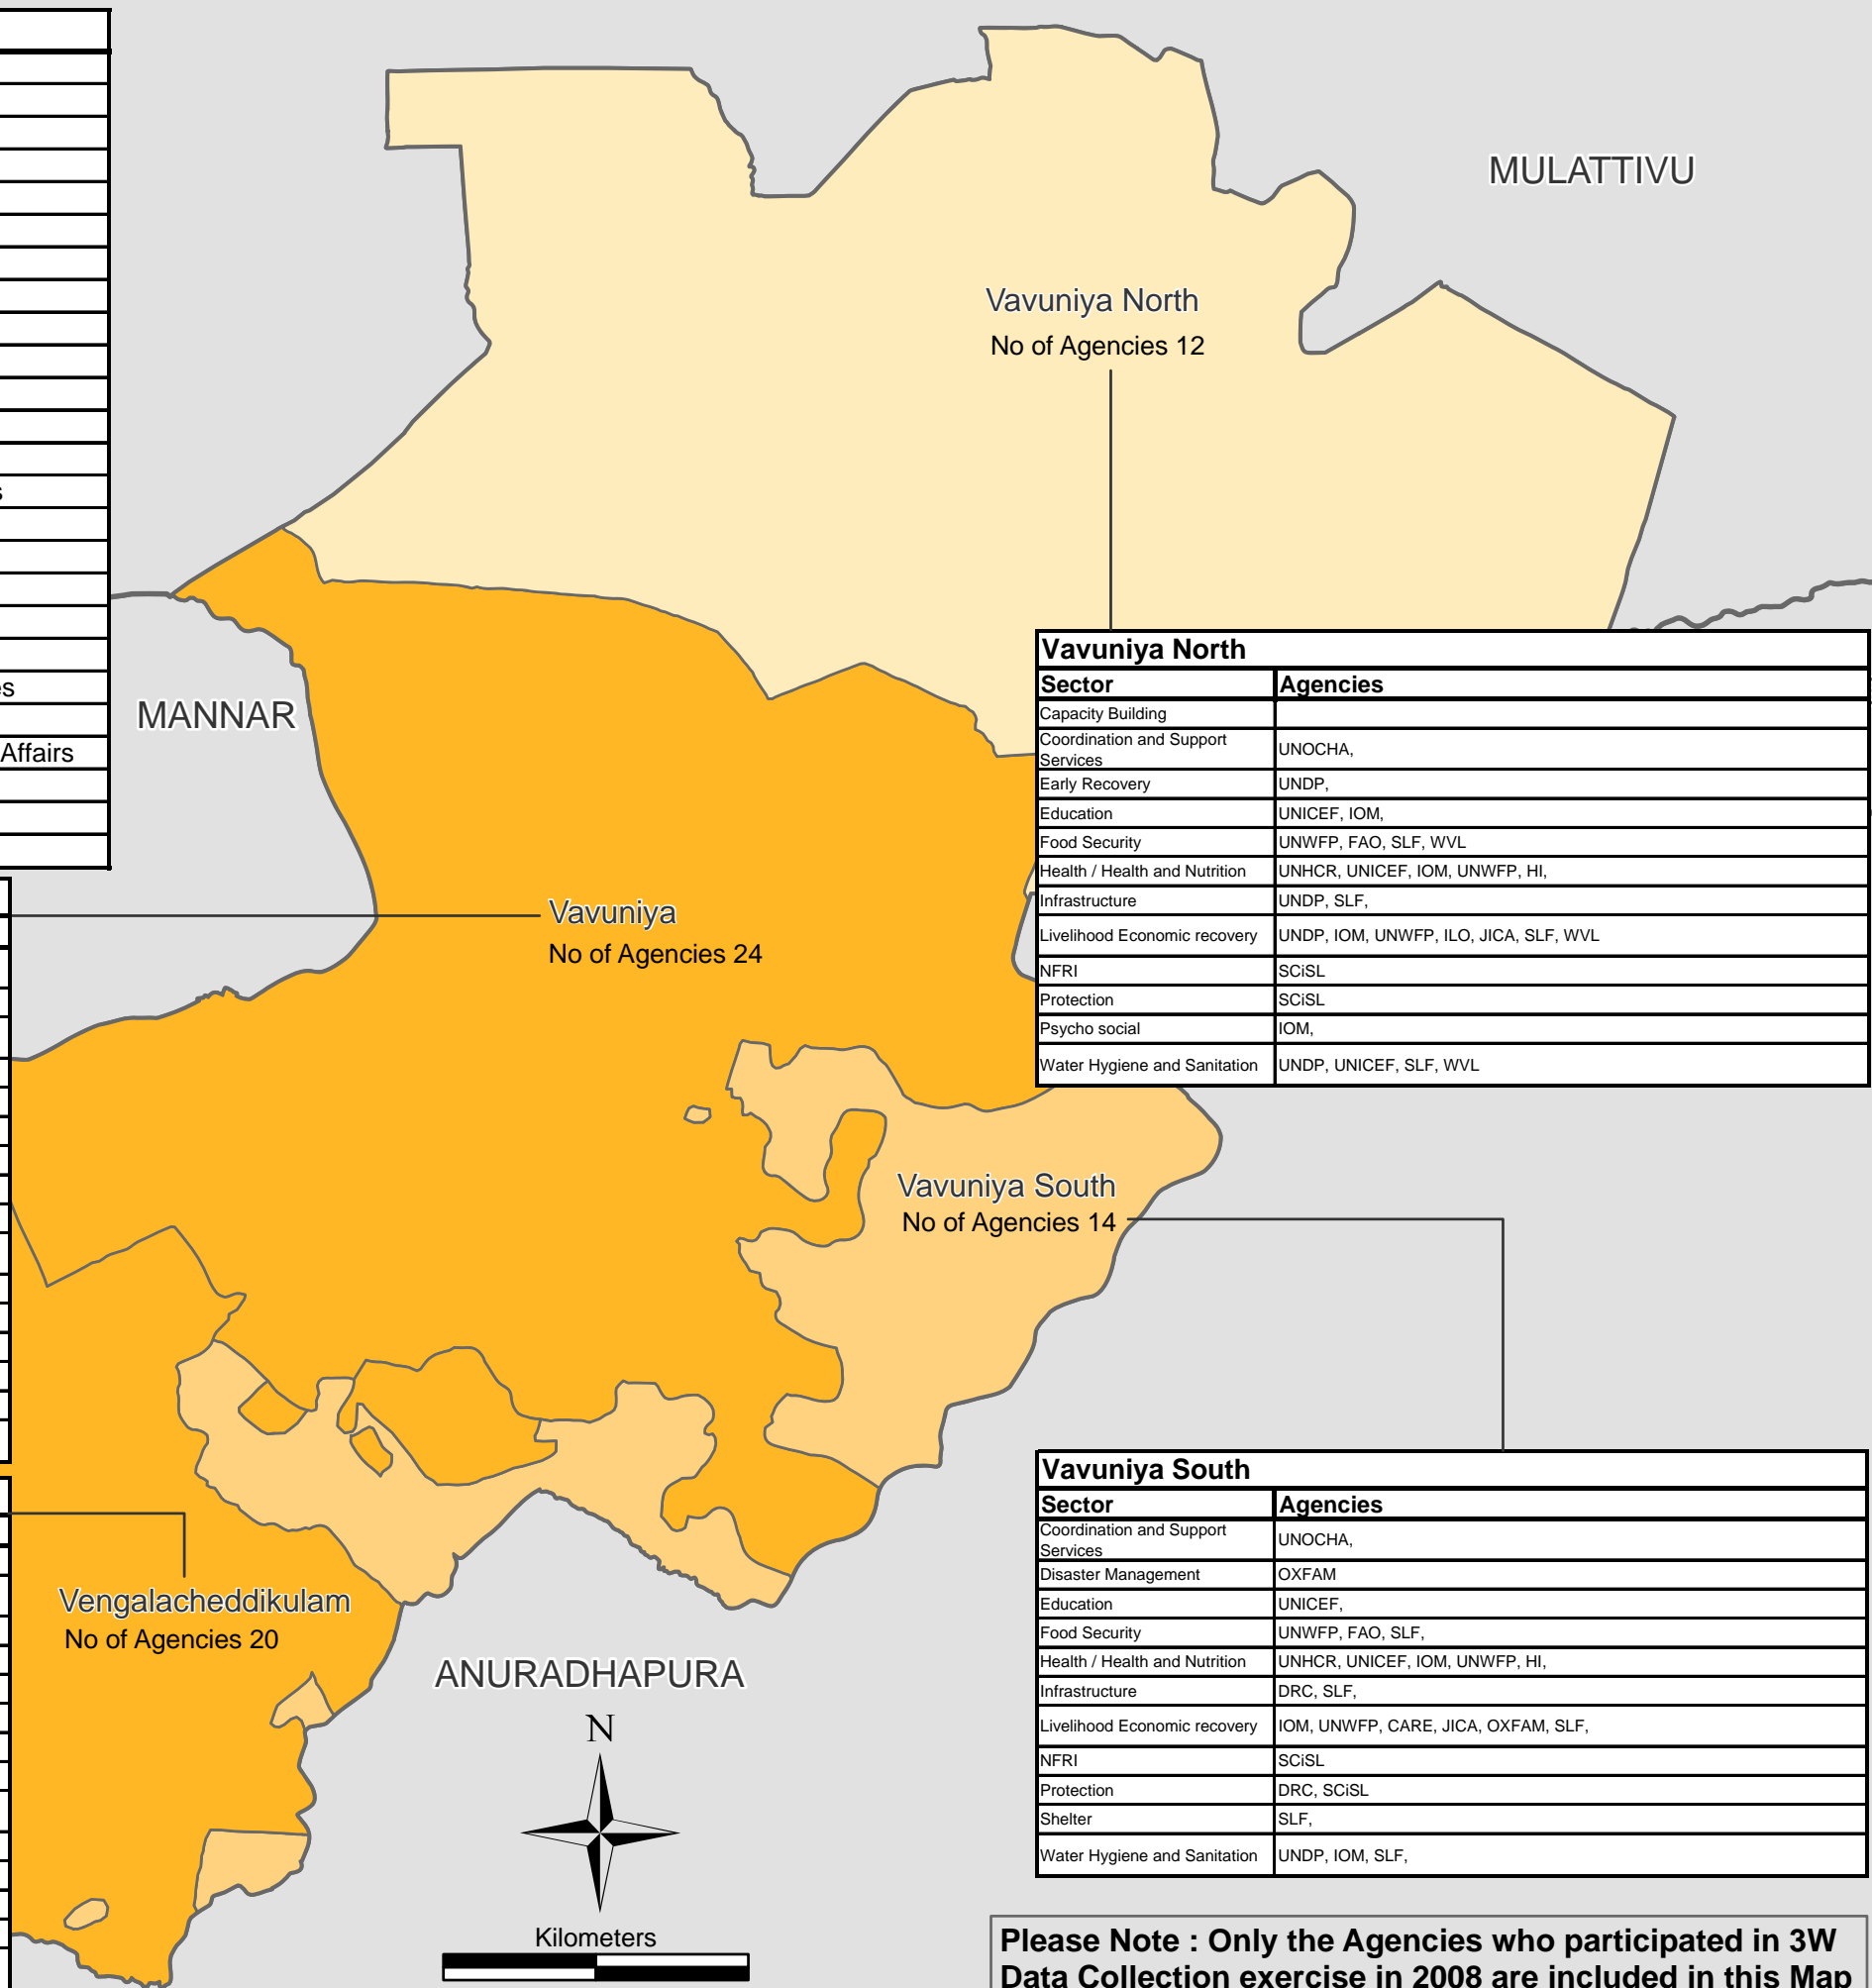 s
es
Affairs
MULATTIVU
Vavuniya North
No of Agencies 12
MANNAR
Vavuniya
No of Agencies 24
Vavuniya North
Sector Agencies
Capacity Building
Coordination and Support Services UNOCHA,
Early Recovery UNDP,
Education UNICEF, IOM,
Food Security UNWFP, FAO, SLF, WVL
Health / Health and Nutrition UNHCR, UNICEF, IOM, UNWFP, HI,
Infrastructure UNDP, SLF,
Livelihood Economic recovery UNDP, IOM, UNWFP, ILO, JICA, SLF, WVL
NFRI SCiSL
Protection SCiSL
Psycho social IOM,
Water Hygiene and Sanitation UNDP, UNICEF, SLF, WVL
Vavuniya South
No of Agencies 14
Vavuniya South
Sector Agencies
Coordination and Support Services UNOCHA,
Disaster Management OXFAM
Education UNICEF,
Food Security UNWFP, FAO, SLF,
Health / Health and Nutrition UNHCR, UNICEF, IOM, UNWFP, HI,
Infrastructure DRC, SLF,
Livelihood Economic recovery IOM, UNWFP, CARE, JICA, OXFAM, SLF,
NFRI SCiSL
Protection DRC, SCiSL
Shelter SLF,
Water Hygiene and Sanitation UNDP, IOM, SLF,
Vengalacheddikulam
No of Agencies 20
ANURADHAPURA
N
Kilometers
Please Note : Only the Agencies who participated in 3W
Data Collection exercise in 2008 are included in this Map